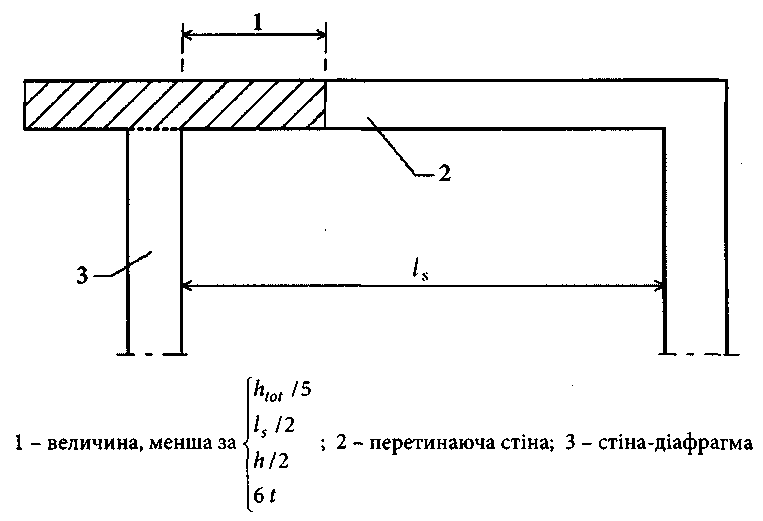 1
2
3
l_s
h_tot /5
l_s /2
1 – величина, менша за ; 2 – перетинаюча стіна; 3 – стіна-діафрагма
h/2
6 t